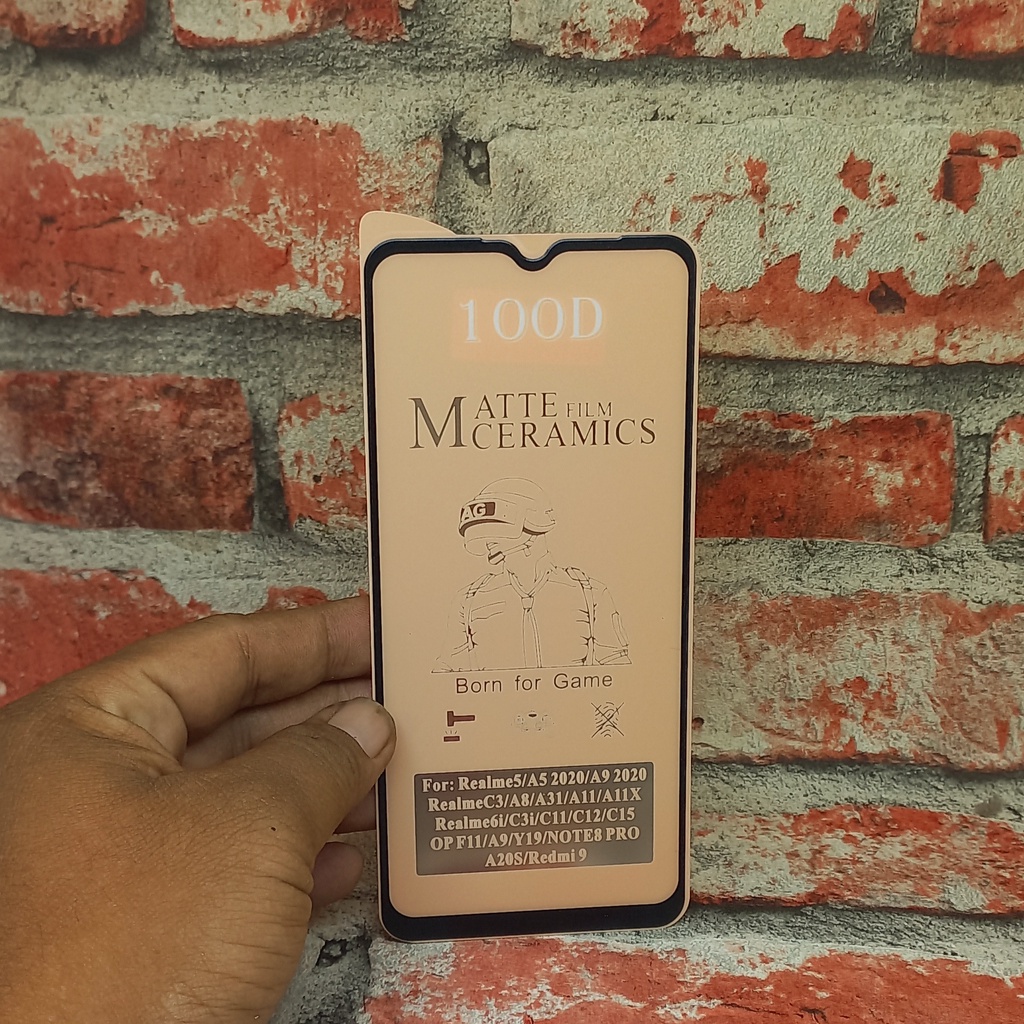 100D
MATTE FILM
CERAMICS
AG
Born for Game
For: Realme5/A5 2020/A9 2020
RealmeC3/A8/A31/A11/A11X
Realme6i/C3i/C11/C12/C15
OP F11/A9/Y19/NOTE8 PRO
A20S/Redmi 9